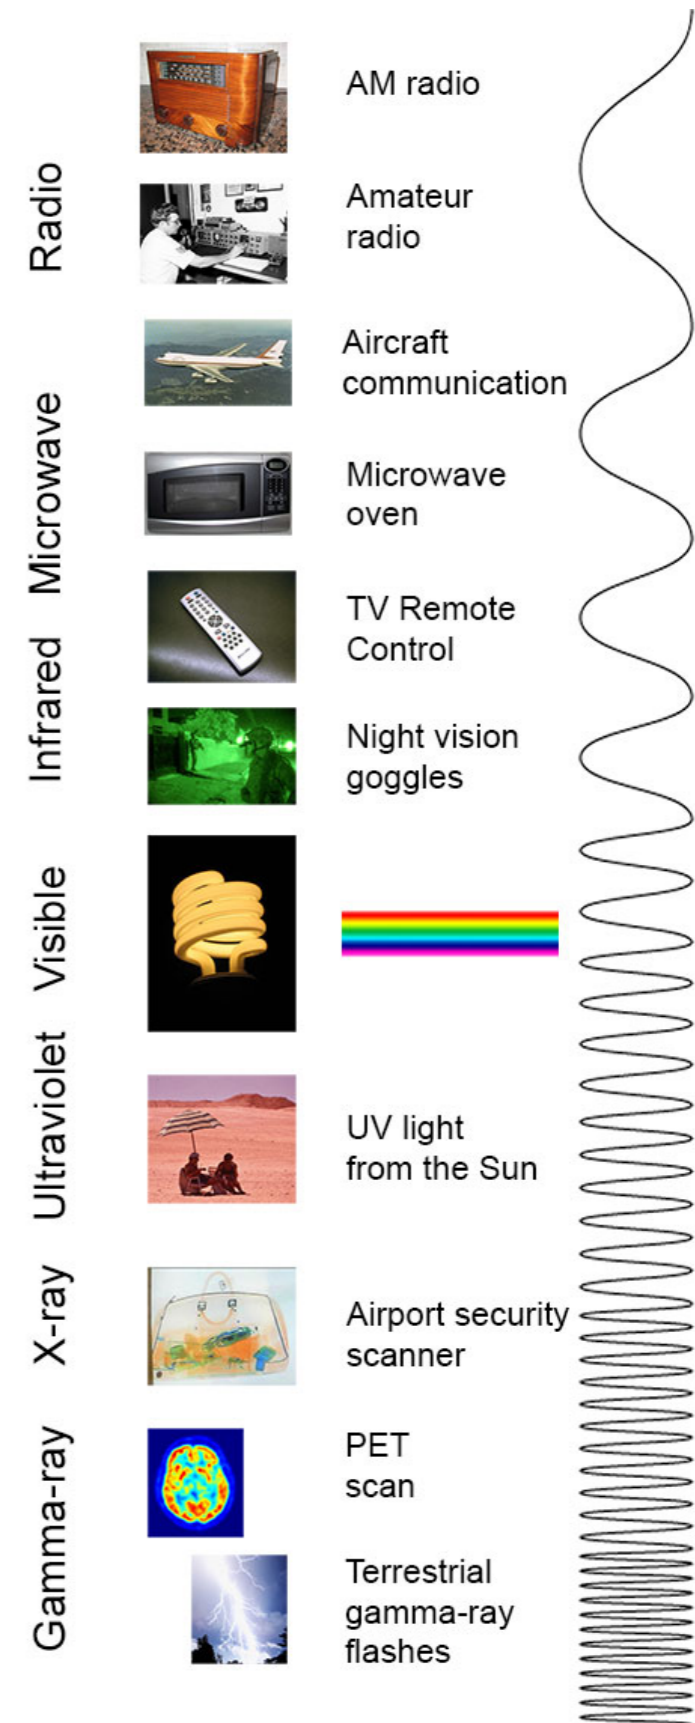 AM radio
Radio
Amateur
radio
Aircraft
communication
Microwave
Microwave
oven
TV Remote
Control
Infrared
Night vision
goggles
Visible
Ultraviolet
UV light
from the Sun
X-ray
Airport security
scanner
Gamma-ray
PET
scan
Terrestrial
gamma-ray
flashes